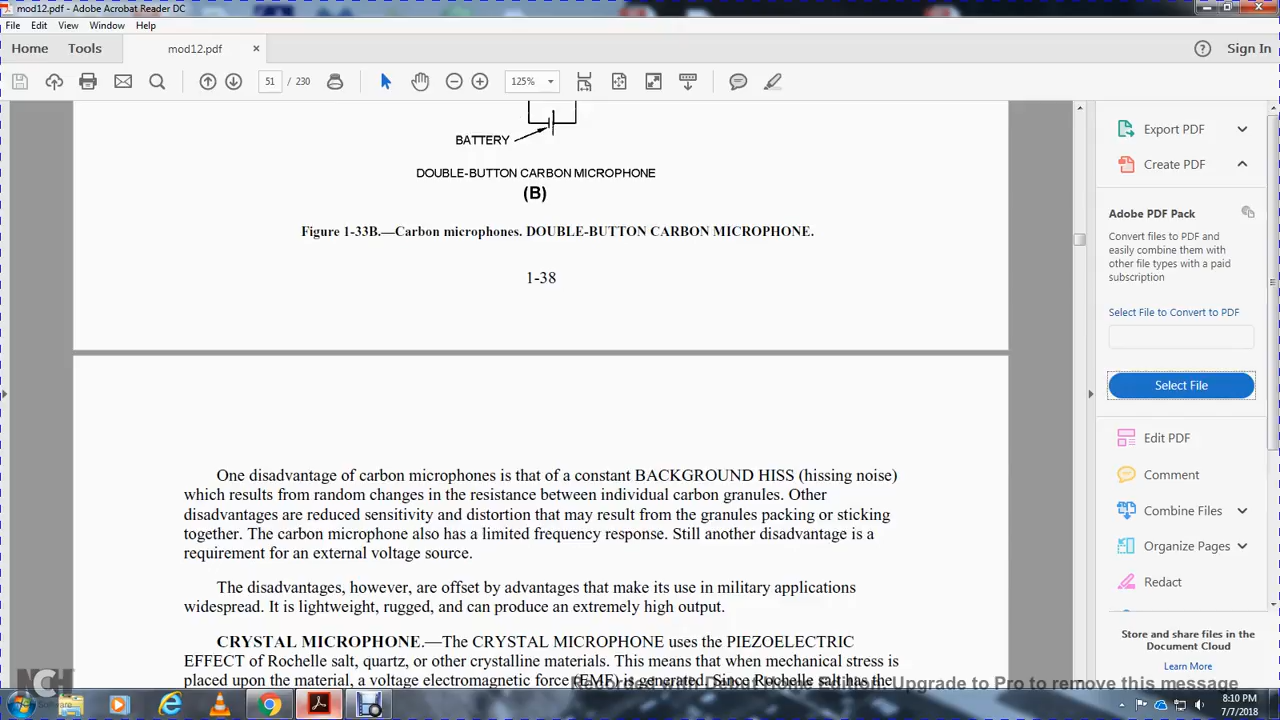 mod12.pdf - Adobe Acrobat Reader DC
File Edit View Window Help
Home Tools mod12.pdf × Sign In
51 / 230 125%
BATTERY
DOUBLE-BUTTON CARBON MICROPHONE
(B)
Figure 1-33B.—Carbon microphones. DOUBLE-BUTTON CARBON MICROPHONE.
1-38
One disadvantage of carbon microphones is that of a constant BACKGROUND HISS (hissing noise)
which results from random changes in the resistance between individual carbon granules. Other
disadvantages are reduced sensitivity and distortion that may result from the granules packing or sticking
together. The carbon microphone also has a limited frequency response. Still another disadvantage is a
requirement for an external voltage source.
The disadvantages, however, are offset by advantages that make its use in military applications
widespread. It is lightweight, rugged, and can produce an extremely high output.
CRYSTAL MICROPHONE.—The CRYSTAL MICROPHONE uses the PIEZOELECTRIC
EFFECT of Rochelle salt, quartz, or other crystalline materials. This means that when mechanical stress is
placed upon the material, a voltage electromagnetic force (EMF) is generated. Since Rochelle salt has the
Export PDF
Create PDF
Adobe PDF Pack
Convert files to PDF and
easily combine them with
other file types with a paid
subscription
Select File to Convert to PDF
Select File
Edit PDF
Comment
Combine Files
Organize Pages
Redact
Store and share files in the
Document Cloud
Learn More
NCH
Upgrade to Pro to remove this message
8:10 PM
7/7/2018